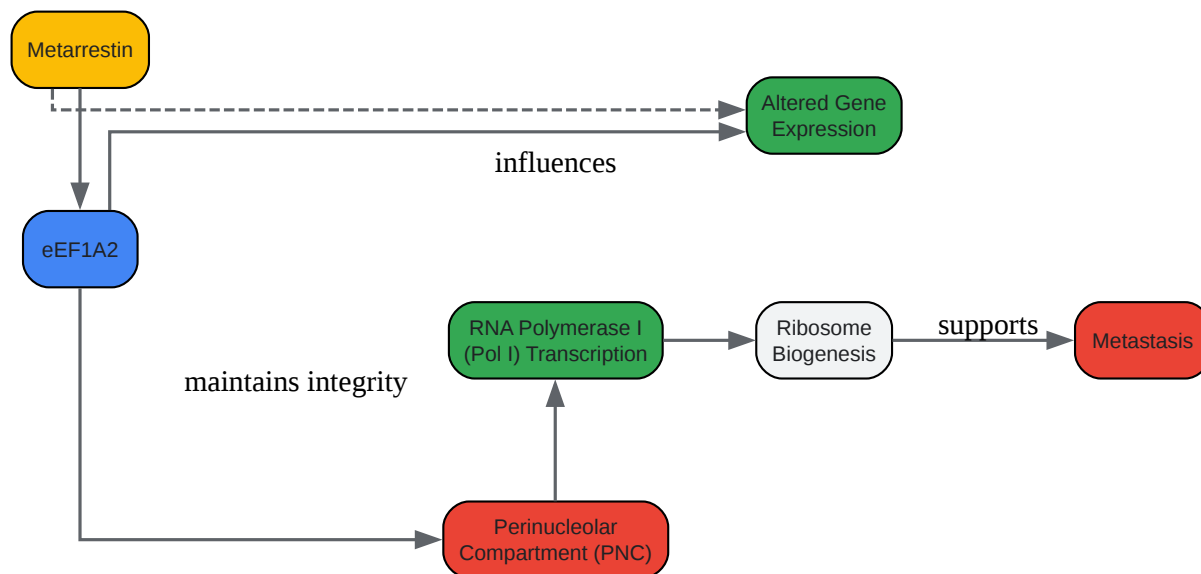 Metarrestin
Altered Gene
Expression
influences
eEF1A2
RNA Polymerase I
(Pol I) Transcription
Ribosome
Biogenesis
supports
Metastasis
maintains integrity
Perinucleolar
Compartment (PNC)